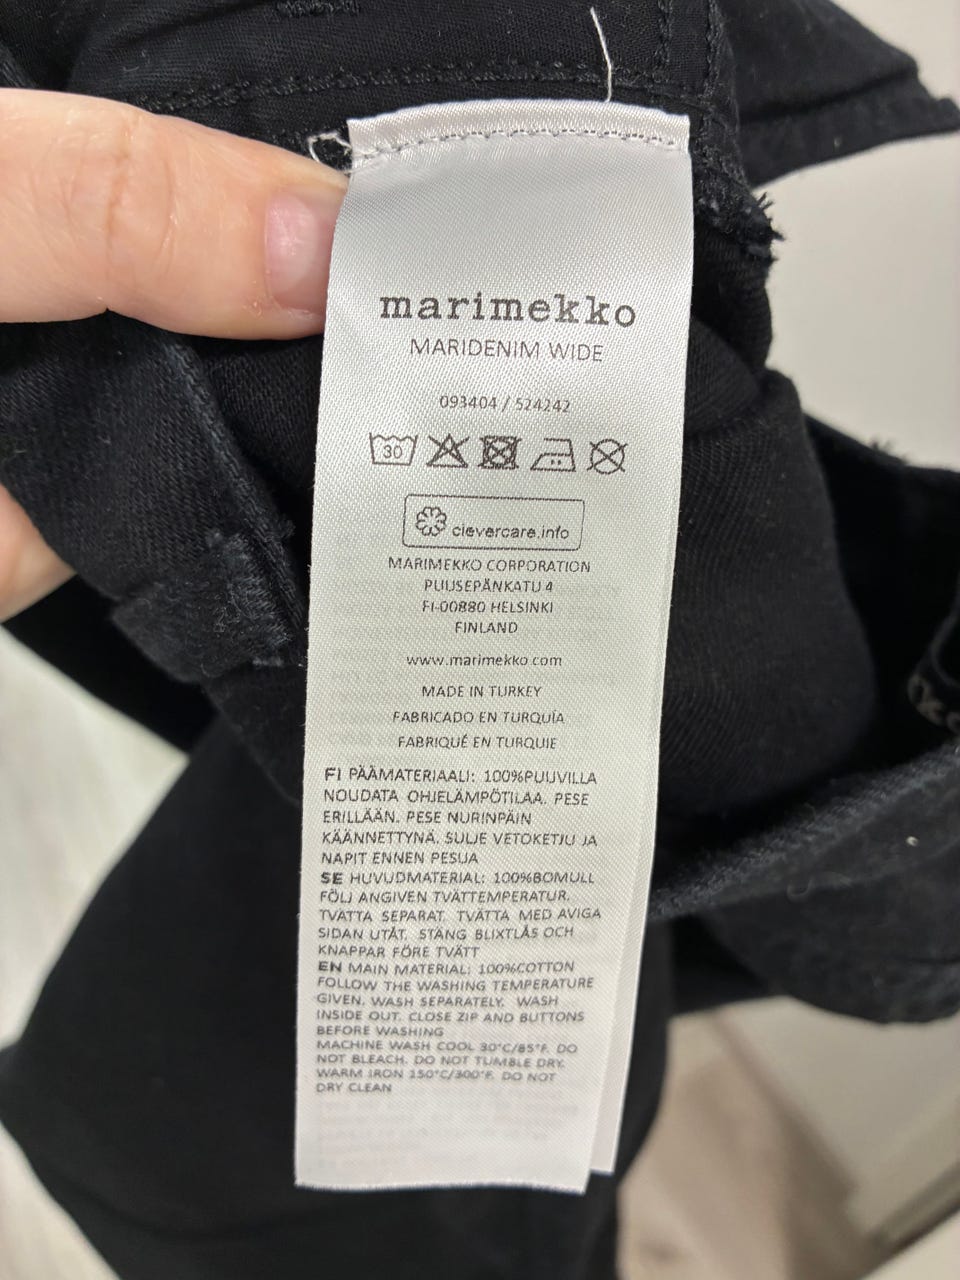 marimekko
MARIDENIM WIDE
093404 / 524242
30
clevercare.info
MARIMEKKO CORPORATION
PUUSEPÄNKATU 4
FI-00880 HELSINKI
FINLAND
www.marimekko.com
MADE IN TURKEY
FABRICADO EN TURQUÍA
FABRIQUÉ EN TURQUIE
FI PÄÄMATERIAALI: 100%PUUVILLA
NOUDATA OHJELÄMPÖTILAA. PESE
ERILLÄÄN. PESE NURINPÄIN
KÄÄNNETTYNÄ. SULJE VETOKETJU JA
NAPIT ENNEN PESUA
SE HUVUDMATERIAL: 100%BOMULL
FÖLJ ANGIVEN TVÄTTEMPERATUR.
TVÄTTA SEPARAT. TVÄTTA MED AVIGA
SIDAN UTÅT. STÄNG BLIXTLÅS OCH
KNAPPAR FÖRE TVÄTT
EN MAIN MATERIAL: 100%COTTON
FOLLOW THE WASHING TEMPERATURE
GIVEN. WASH SEPARATELY. WASH
INSIDE OUT. CLOSE ZIP AND BUTTONS
BEFORE WASHING
MACHINE WASH COOL 30°C/85°F. DO
NOT BLEACH. DO NOT TUMBLE DRY.
WARM IRON 150°C/300°F. DO NOT
DRY CLEAN